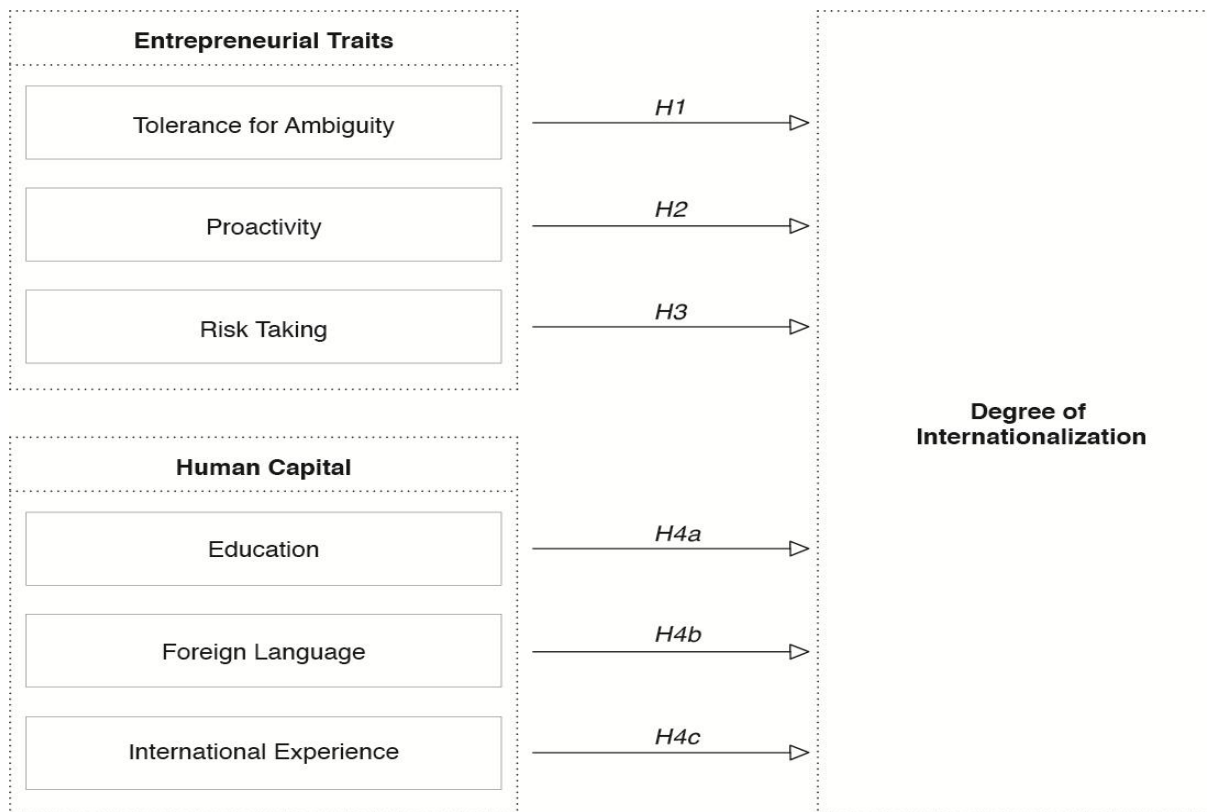 Entrepreneurial Traits
Tolerance for Ambiguity
H1
Proactivity
H2
Risk Taking
H3
Human Capital
Education
H4a
Foreign Language
H4b
International Experience
H4c
Degree of
Internationalization